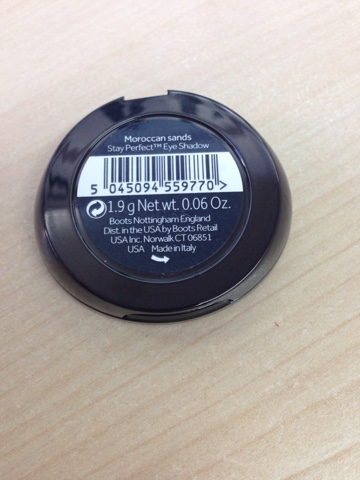 Moroccan sands
Stay Perfect™ Eye Shadow
5 045094 559770 >
1.9 g Net wt. 0.06 Oz.
Boots Nottingham England
Dist. in the USA by Boots Retail
USA Inc. Norwalk CT 06851
USA Made in Italy